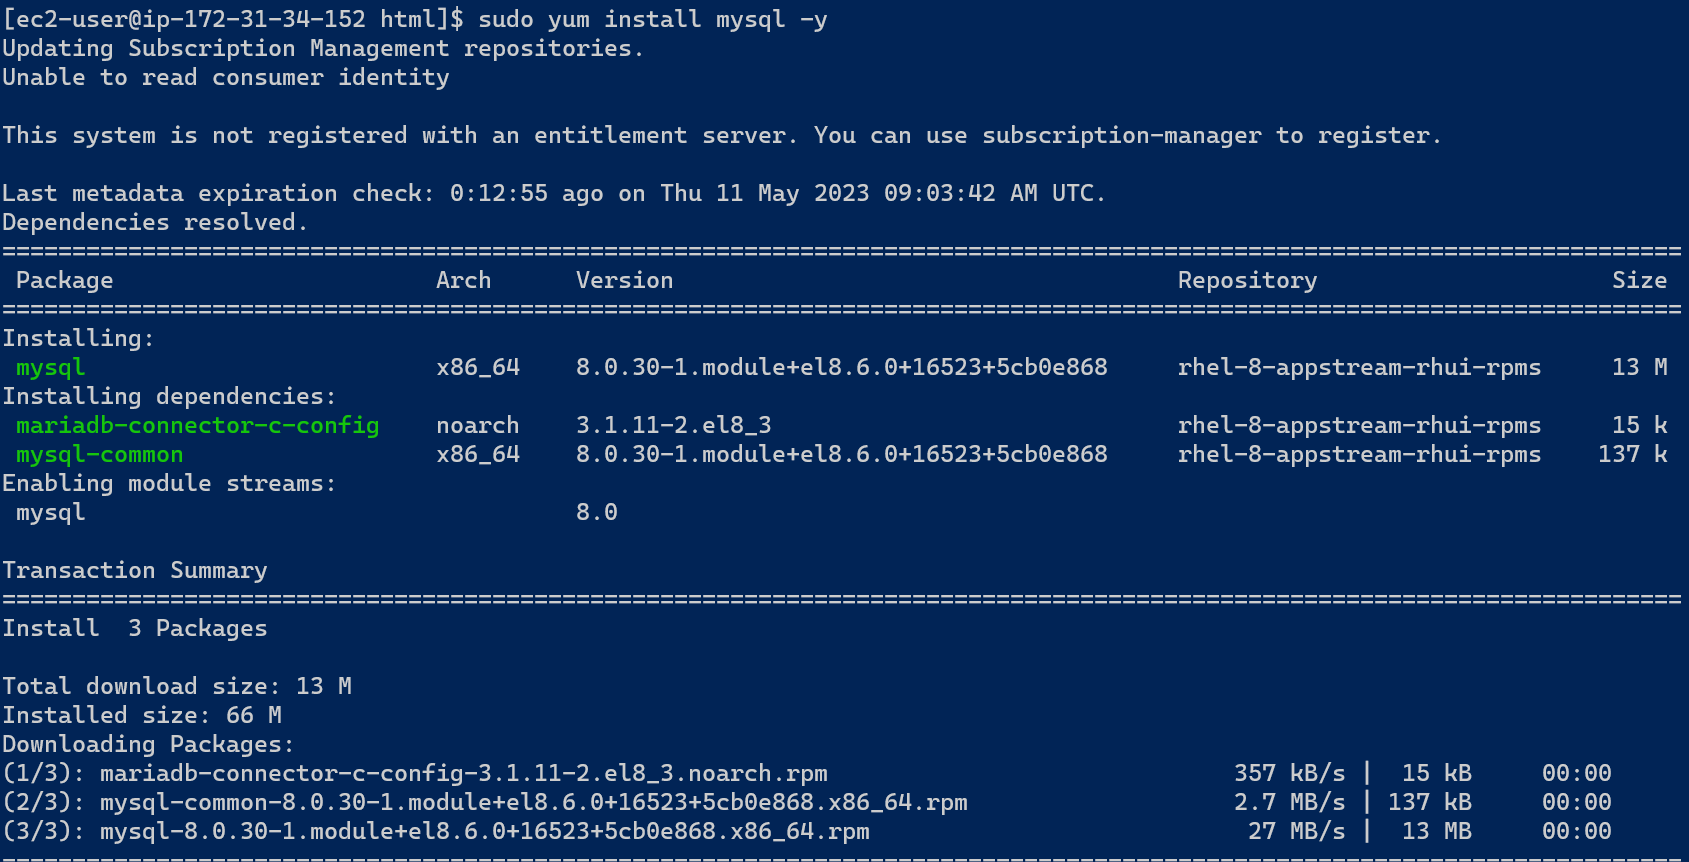 [ec2-user@ip-172-31-34-152 html]$ sudo yum install mysql -y
Updating Subscription Management repositories.
Unable to read consumer identity
This system is not registered with an entitlement server. You can use subscription-manager to register.
Last metadata expiration check: 0:12:55 ago on Thu 11 May 2023 09:03:42 AM UTC.
Dependencies resolved.
========================================================================================================================
Package Arch Version Repository Size
========================================================================================================================
Installing:
mysql x86_64 8.0.30-1.module+el8.6.0+16523+5cb0e868 rhel-8-appstream-rhui-rpms 13 M
Installing dependencies:
mariadb-connector-c-config noarch 3.1.11-2.el8_3 rhel-8-appstream-rhui-rpms 15 k
mysql-common x86_64 8.0.30-1.module+el8.6.0+16523+5cb0e868 rhel-8-appstream-rhui-rpms 137 k
Enabling module streams:
mysql 8.0
Transaction Summary
========================================================================================================================
Install 3 Packages
Total download size: 13 M
Installed size: 66 M
Downloading Packages:
(1/3): mariadb-connector-c-config-3.1.11-2.el8_3.noarch.rpm 357 kB/s | 15 kB 00:00
(2/3): mysql-common-8.0.30-1.module+el8.6.0+16523+5cb0e868.x86_64.rpm 2.7 MB/s | 137 kB 00:00
(3/3): mysql-8.0.30-1.module+el8.6.0+16523+5cb0e868.x86_64.rpm 27 MB/s | 13 MB 00:00